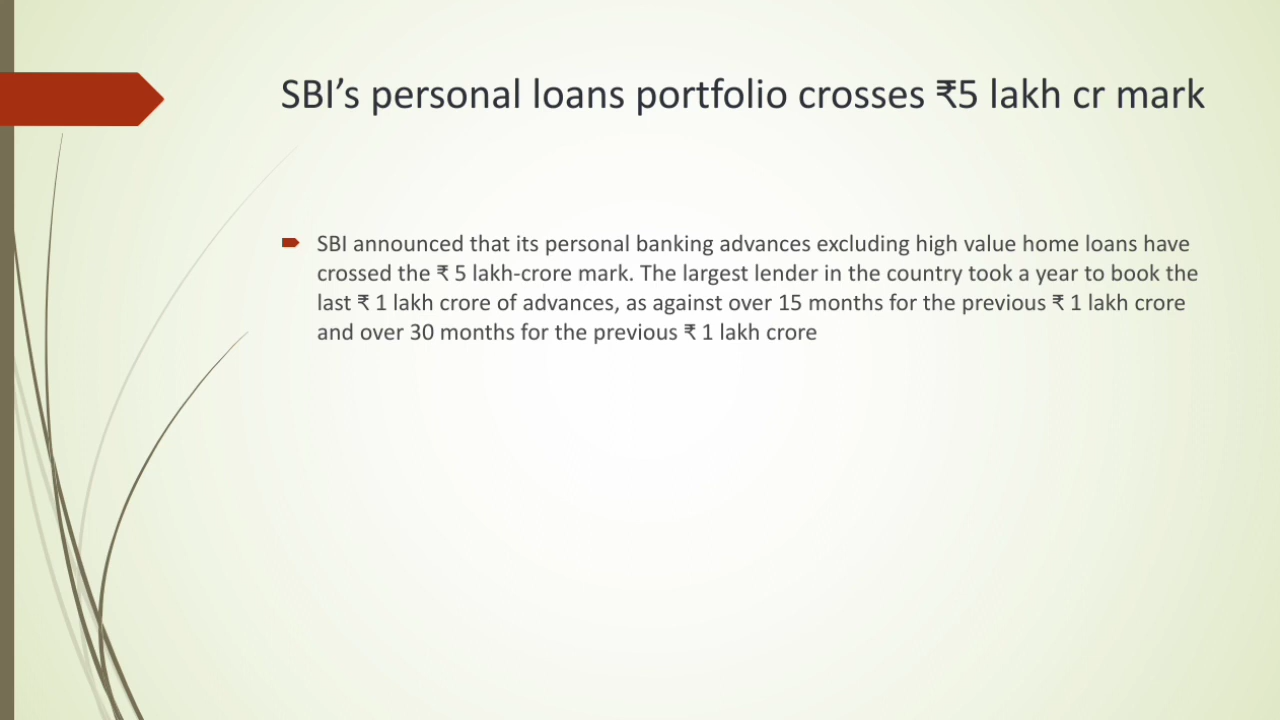 SBI’s personal loans portfolio crosses ₹5 lakh cr mark
SBI announced that its personal banking advances excluding high value home loans have
crossed the ₹ 5 lakh-crore mark. The largest lender in the country took a year to book the
last ₹ 1 lakh crore of advances, as against over 15 months for the previous ₹ 1 lakh crore
and over 30 months for the previous ₹ 1 lakh crore